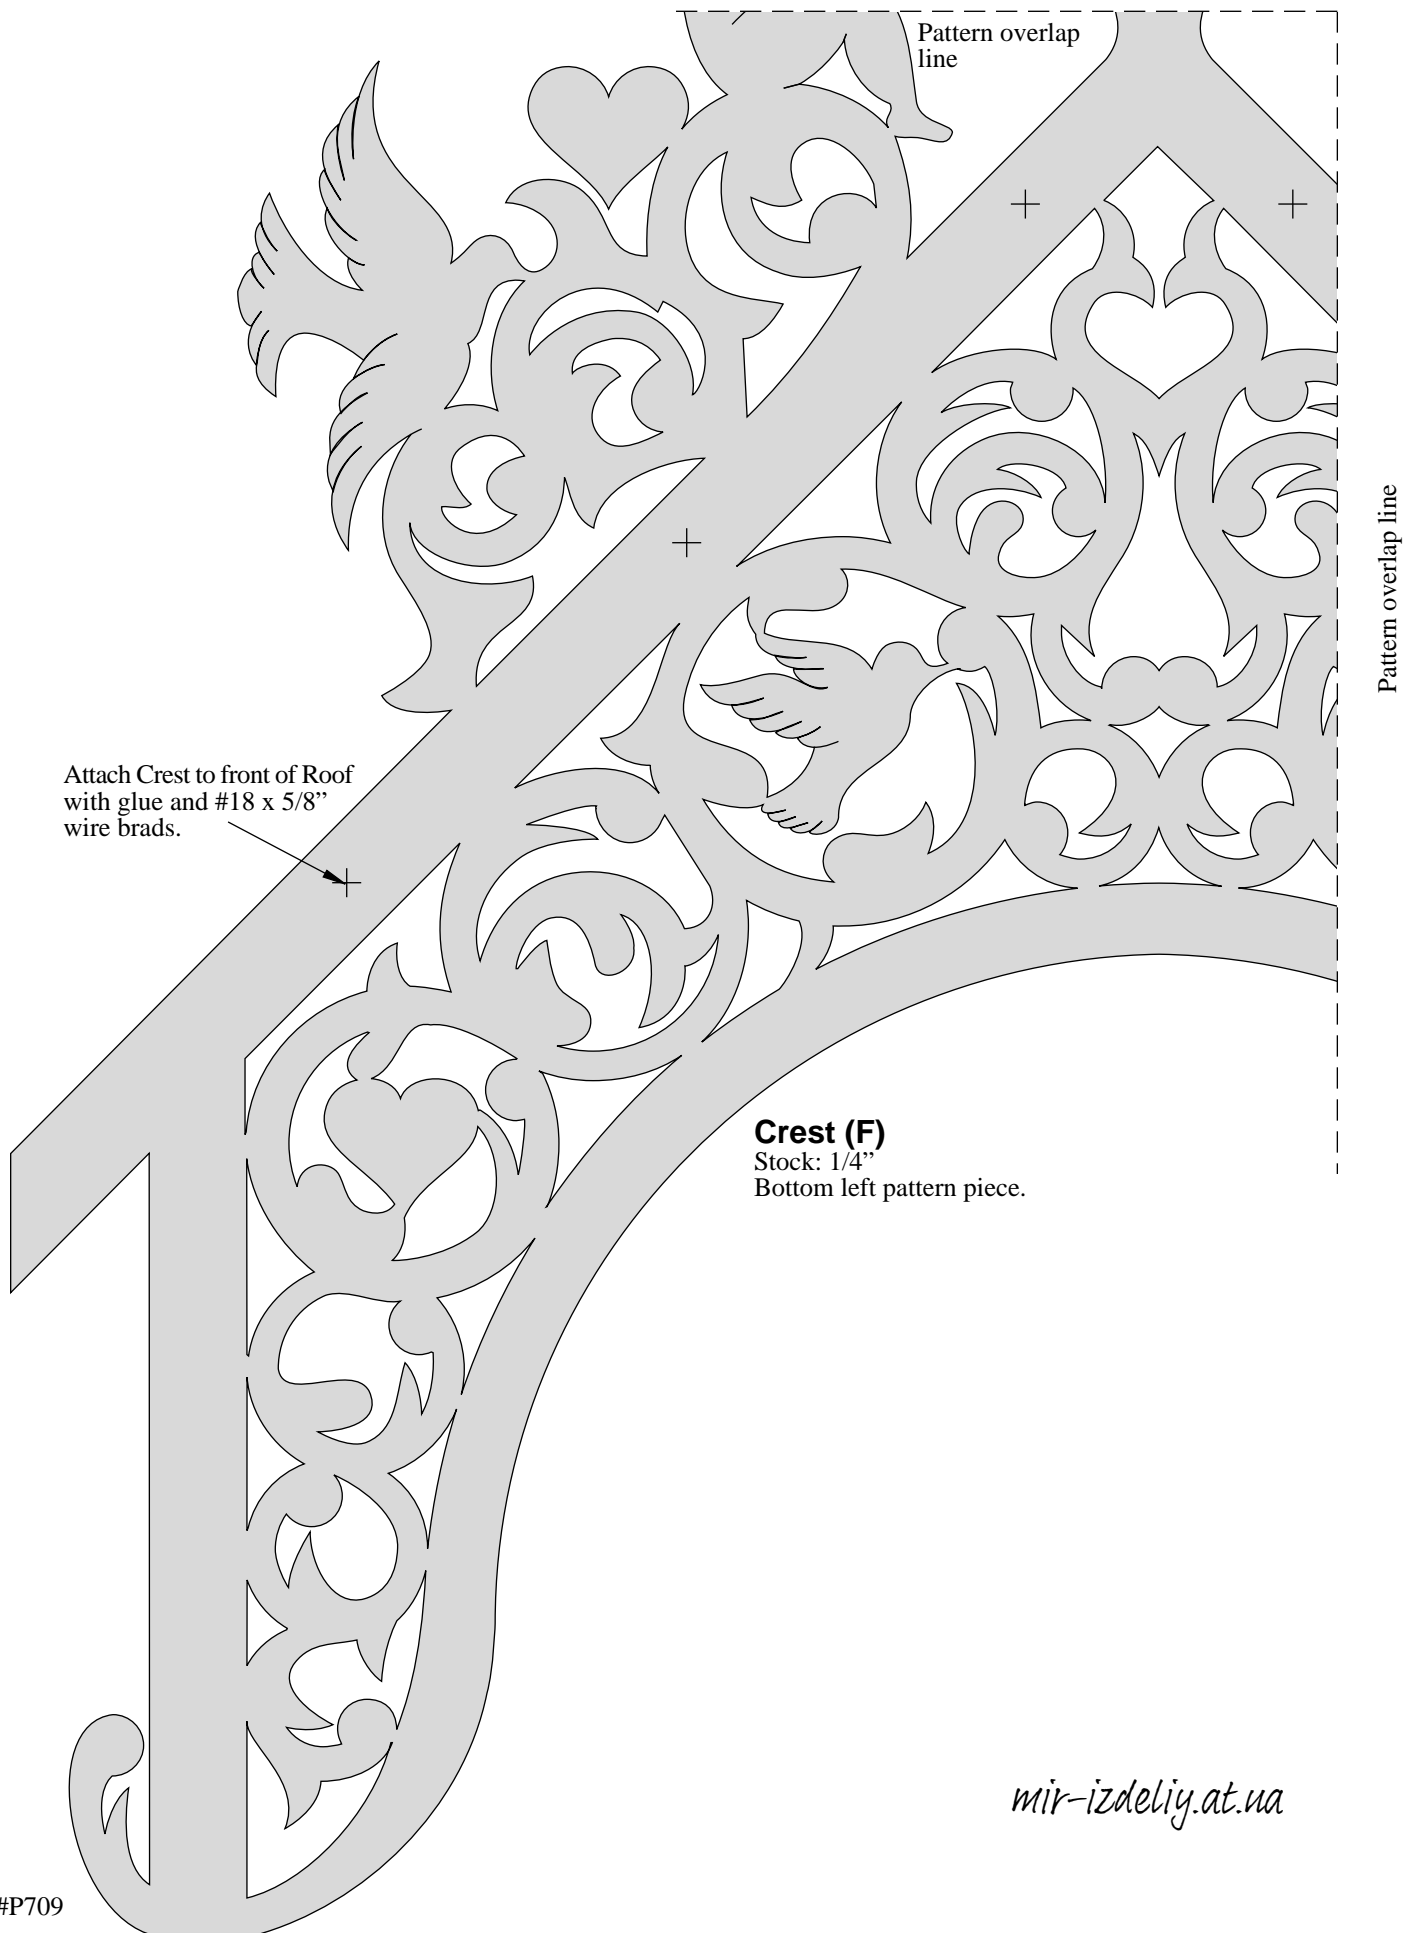 Pattern overlap
line
Pattern overlap line
Attach Crest to front of Roof
with glue and #18 x 5/8”
wire brads.
Crest (F)
Stock: 1/4”
Bottom left pattern piece.
mir-izdeliy.at.ua
#P709